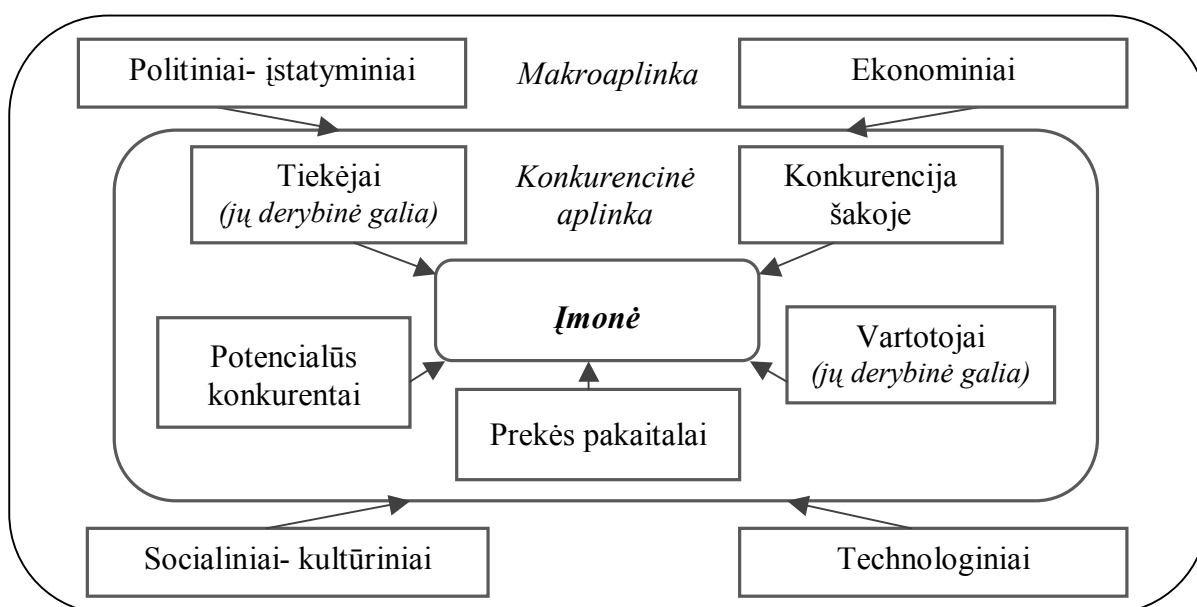 Politiniai- įstatyminiai
Makroaplinka
Ekonominiai
Tiekėjai
(jų derybinė galia)
Konkurencinė
aplinka
Konkurencija
šakoje
Įmonė
Potencialūs
konkurentai
Vartotojai
(jų derybinė galia)
Prekės pakaitalai
Socialiniai- kultūriniai
Technologiniai